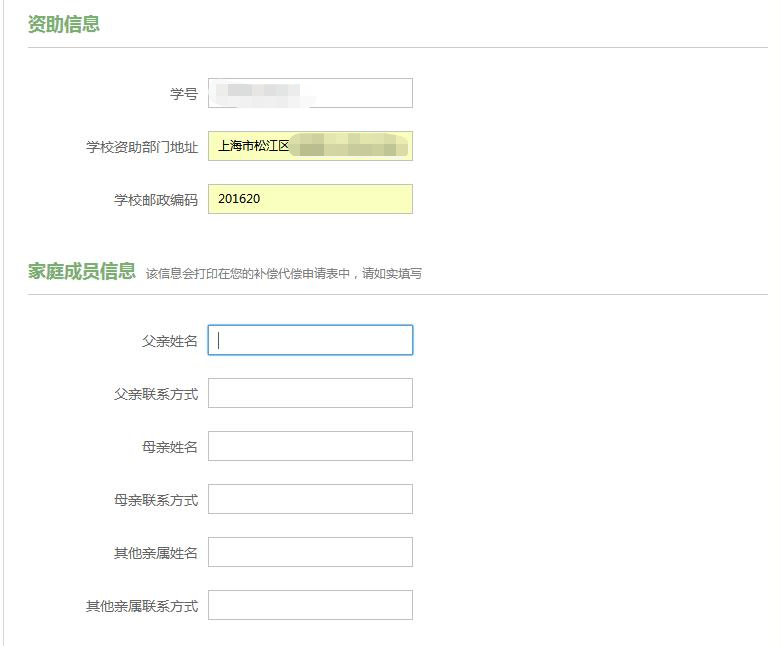 资助信息
学号
学校资助部门地址 上海市松江区
学校邮政编码 201620
家庭成员信息 该信息会打印在您的补偿代偿申请表中，请如实填写
父亲姓名
父亲联系方式
母亲姓名
母亲联系方式
其他亲属姓名
其他亲属联系方式